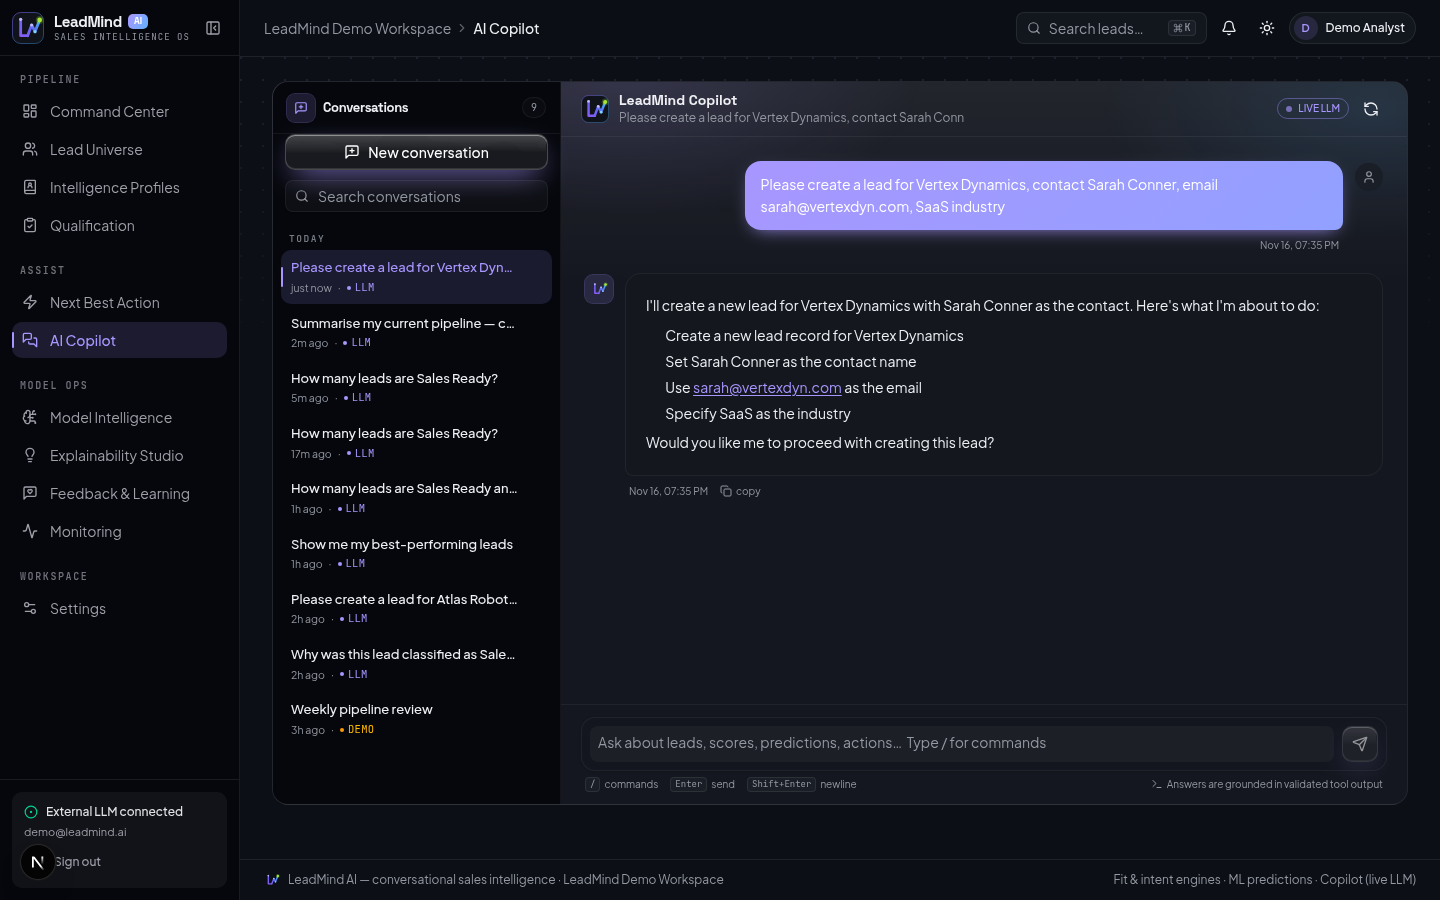 LeadMind AI
SALES INTELLIGENCE OS
LeadMind Demo Workspace > AI Copilot
Search leads… ⌘K
D Demo Analyst
PIPELINE
Command Center
Lead Universe
Intelligence Profiles
Qualification
ASSIST
Next Best Action
AI Copilot
MODEL OPS
Model Intelligence
Explainability Studio
Feedback & Learning
Monitoring
WORKSPACE
Settings
External LLM connected
demo@leadmind.ai
N Sign out
Conversations 9
New conversation
Search conversations
TODAY
Please create a lead for Vertex Dyn…
just now · • LLM
Summarise my current pipeline — c…
2m ago · • LLM
How many leads are Sales Ready?
5m ago · • LLM
How many leads are Sales Ready?
17m ago · • LLM
How many leads are Sales Ready an…
1h ago · • LLM
Show me my best-performing leads
1h ago · • LLM
Please create a lead for Atlas Robot…
2h ago · • LLM
Why was this lead classified as Sale…
2h ago · • LLM
Weekly pipeline review
3h ago · • DEMO
LeadMind Copilot
Please create a lead for Vertex Dynamics, contact Sarah Conn
LIVE LLM
Please create a lead for Vertex Dynamics, contact Sarah Conner, email
sarah@vertexdyn.com, SaaS industry
Nov 16, 07:35 PM
I'll create a new lead for Vertex Dynamics with Sarah Conner as the contact. Here's what I'm about to do:
Create a new lead record for Vertex Dynamics
Set Sarah Conner as the contact name
Use sarah@vertexdyn.com as the email
Specify SaaS as the industry
Would you like me to proceed with creating this lead?
Nov 16, 07:35 PM copy
Ask about leads, scores, predictions, actions… Type / for commands
/ commands Enter send Shift+Enter newline
Answers are grounded in validated tool output
LeadMind AI — conversational sales intelligence · LeadMind Demo Workspace
Fit & intent engines · ML predictions · Copilot (live LLM)